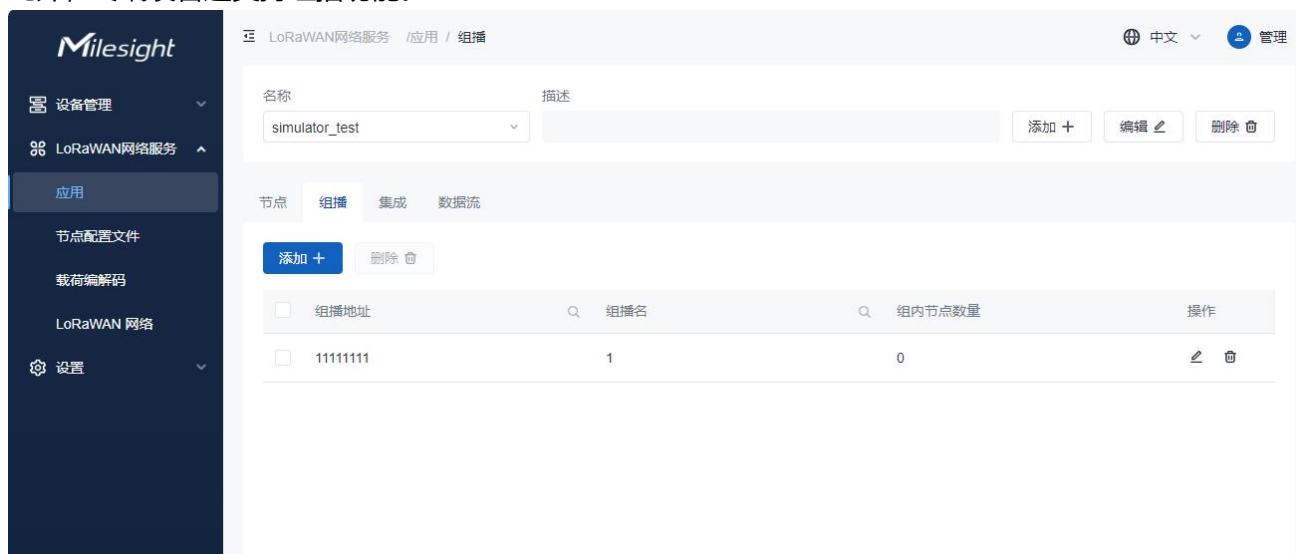 Milesight
LoRaWAN网络服务 /应用 / 组播
中文
管理
设备管理
LoRaWAN网络服务
应用
节点配置文件
载荷编解码
LoRaWAN 网络
设置
名称
描述
simulator_test
添加 +
编辑
删除
节点 组播 集成 数据流
添加 +
删除
组播地址 组播名 组内节点数量 操作
11111111 1 0